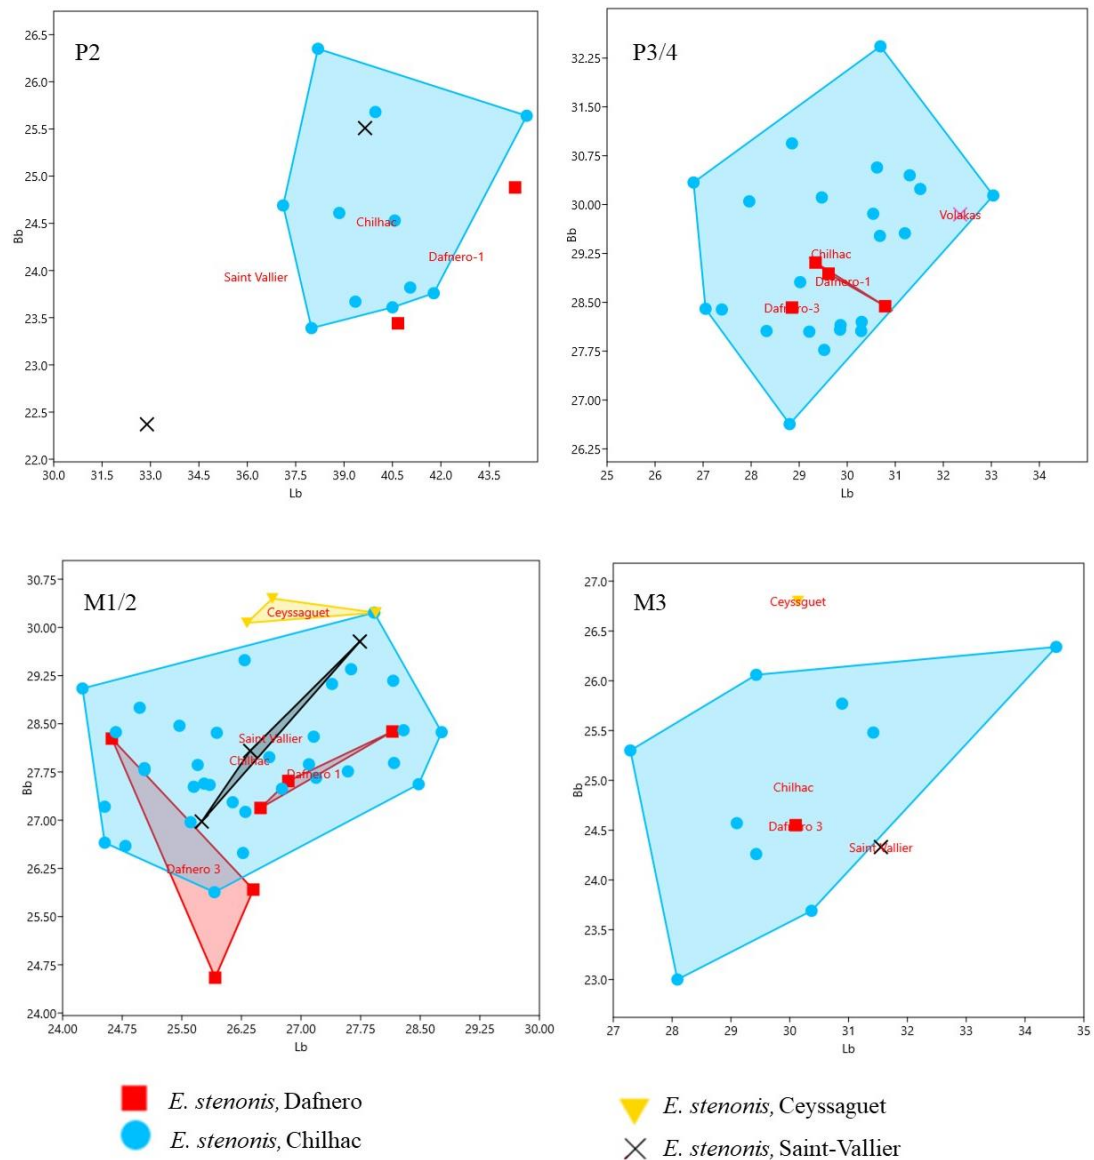 P2
26.5
26.0
25.5
25.0
24.5
24.0
23.5
23.0
22.5
22.0
Bb
Chilhac
Dafnero-1
Saint Vallier
30.0 31.5 33.0 34.5 36.0 37.5 39.0 40.5 42.0 43.5
Lb
P3/4
32.25
31.50
30.75
30.00
29.25
28.50
27.75
27.00
26.25
Bb
Vojakas
Chilhac
Dafnero-1
Dafnero-3
25 26 27 28 29 30 31 32 33 34
Lb
M1/2
30.75
30.00
29.25
28.50
27.75
27.00
26.25
25.50
24.75
24.00
Bb
Ceyssaguet
Saint Vallier
Chilhac
Dafnero 1
Dafnero 3
24.00 24.75 25.50 26.25 27.00 27.75 28.50 29.25 30.00
Lb
M3
27.0
26.5
26.0
25.5
25.0
24.5
24.0
23.5
23.0
Bb
Ceyssguet
Chilhac
Dafnero 3
Saint Vallier
27 28 29 30 31 32 33 34 35
Lb
E. stenonis, Dafnero
E. stenonis, Chilhac
E. stenonis, Ceyssaguet
E. stenonis, Saint-Vallier